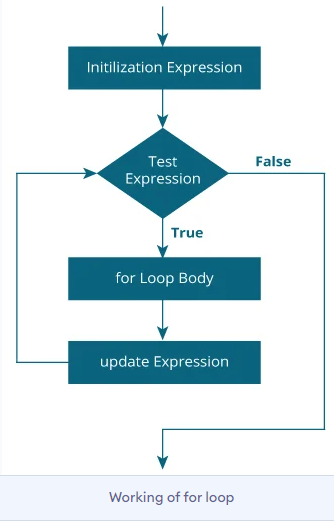 Initilization Expression
Test
Expression
False
True
for Loop Body
update Expression
Working of for loop